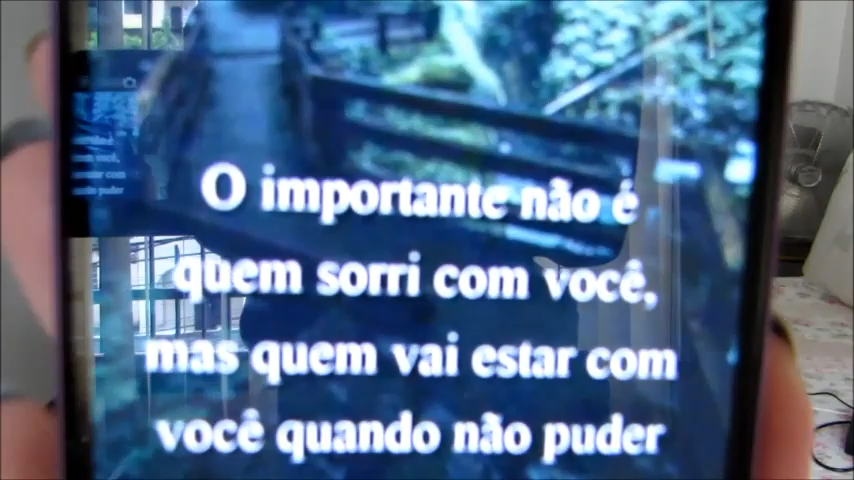 O importante não é
quem sorri com você,
mas quem vai estar com
você quando não puder